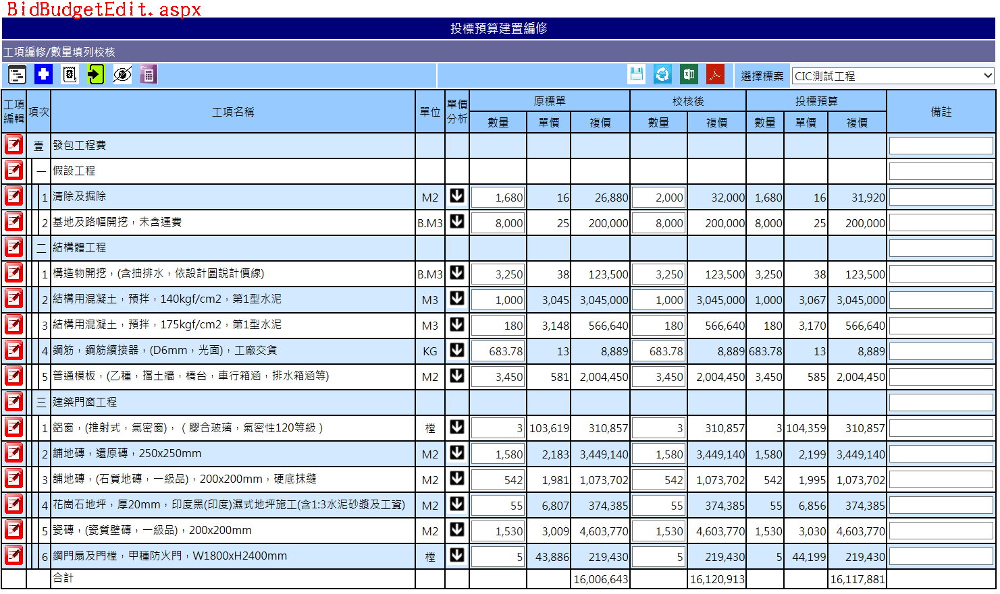 BidBudgetEdit.aspx
投標預算建置編修
工項編修/數量填列校核
選擇標案 CIC測試工程
工項編輯 項次 工項名稱 單位 單價分析 原標單 校核後 投標預算 備註
數量 單價 複價 數量 複價 數量 單價 複價
壹 發包工程費
一 假設工程
1 清除及掘除 M2 1,680 16 26,880 2,000 32,000 1,680 16 31,920
2 基地及路幅開挖，未含運費 B.M3 8,000 25 200,000 8,000 200,000 8,000 25 200,000
二 結構體工程
1 構造物開挖，(含抽排水，依設計圖說計價線) B.M3 3,250 38 123,500 3,250 123,500 3,250 38 123,500
2 結構用混凝土，預拌，140kgf/cm2，第1型水泥 M3 1,000 3,045 3,045,000 1,000 3,045,000 1,000 3,067 3,045,000
3 結構用混凝土，預拌，175kgf/cm2，第1型水泥 M3 180 3,148 566,640 180 566,640 180 3,170 566,640
4 鋼筋，鋼筋續接器，(D6mm，光面)，工廠交貨 KG 683.78 13 8,889 683.78 8,889 683.78 13 8,889
5 普通模板，(乙種，擋土牆，橋台，車行箱涵，排水箱涵等) M2 3,450 581 2,004,450 3,450 2,004,450 3,450 585 2,004,450
三 建築門窗工程
1 鋁窗，(推射式，氣密窗)，（膠合玻璃，氣密性120等級） 樘 3 103,619 310,857 3 310,857 3 104,359 310,857
2 舖地磚，還原磚，250x250mm M2 1,580 2,183 3,449,140 1,580 3,449,140 1,580 2,199 3,449,140
3 舖地磚，(石質地磚，一級品)，200x200mm，硬底抹縫 M2 542 1,981 1,073,702 542 1,073,702 542 1,995 1,073,702
4 花崗石地坪，厚20mm，印度黑(印度)濕式地坪施工(含1:3水泥砂漿及工資) M2 55 6,807 374,385 55 374,385 55 6,856 374,385
5 瓷磚，(瓷質壁磚，一級品)，200x200mm M2 1,530 3,009 4,603,770 1,530 4,603,770 1,530 3,030 4,603,770
6 鋼門扇及門樘，甲種防火門，W1800xH2400mm 樘 5 43,886 219,430 5 219,430 5 44,199 219,430
合計 16,006,643 16,120,913 16,117,881